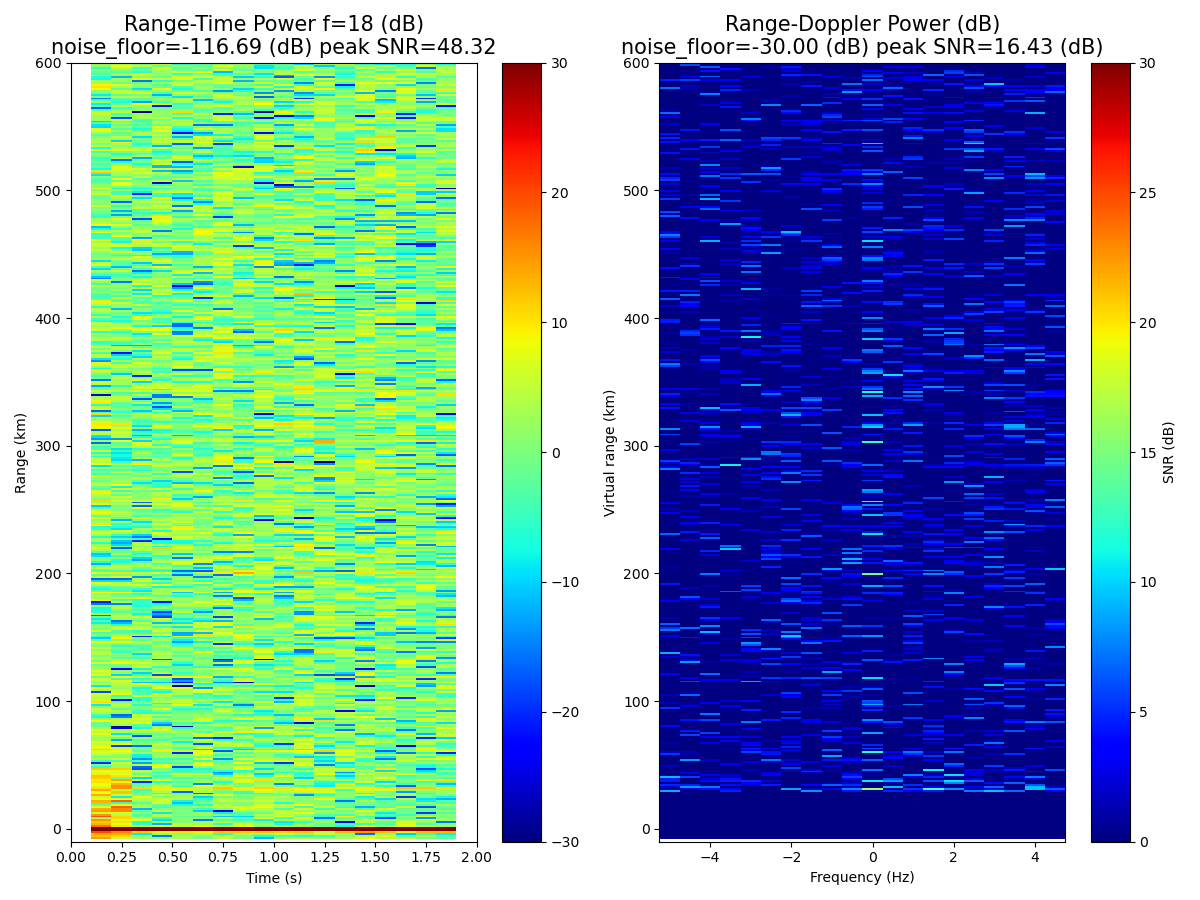 Range-Time Power f=18 (dB)
noise_floor=-116.69 (dB) peak SNR=48.32
600
500
400
300
200
100
0
Range (km)
0.00 0.25 0.50 0.75 1.00 1.25 1.50 1.75 2.00
Time (s)
30
20
10
0
−10
−20
−30
Range-Doppler Power (dB)
noise_floor=-30.00 (dB) peak SNR=16.43 (dB)
600
500
400
300
200
100
0
Virtual range (km)
−4 −2 0 2 4
Frequency (Hz)
30
25
20
15
10
5
0
SNR (dB)